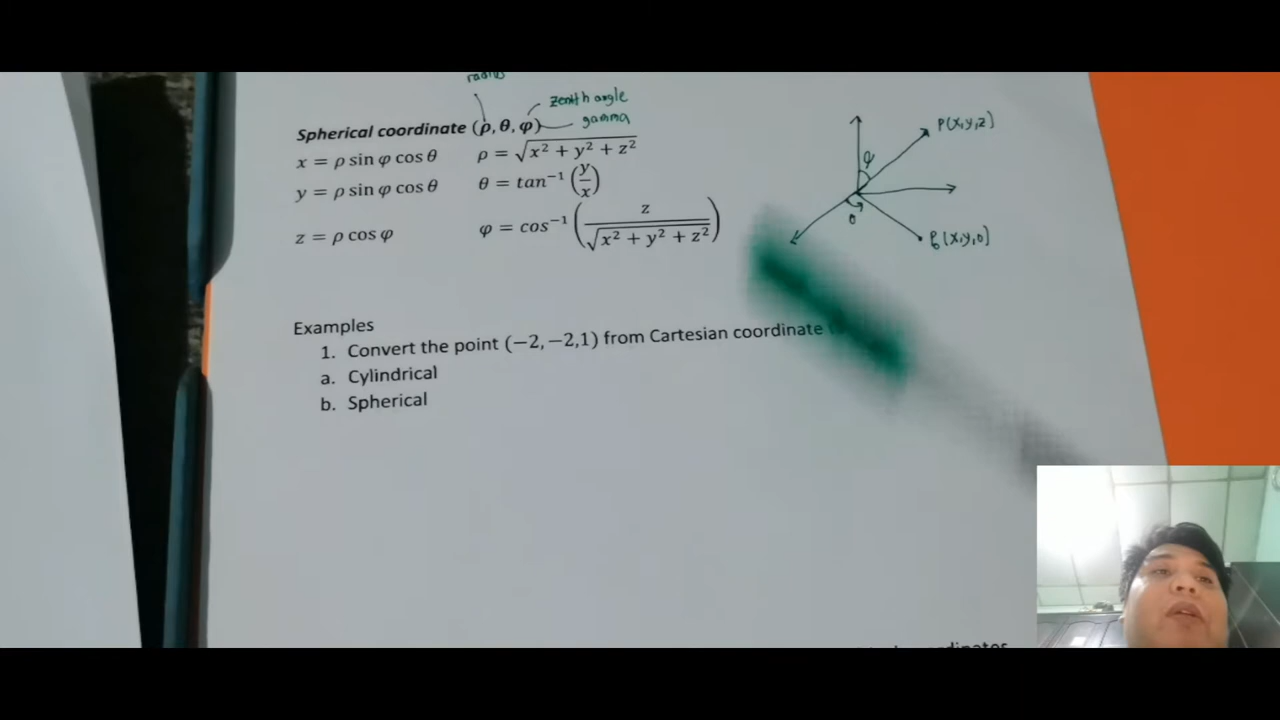 radius
zenith angle
gamma
Spherical coordinate (ρ, θ, φ)
x = ρ sin φ cos θ ρ = √(x² + y² + z²)
y = ρ sin φ cos θ θ = tan⁻¹ (y/x)
z = ρ cos φ φ = cos⁻¹ (z/√(x² + y² + z²))
P(x,y,z)
φ
θ
(x,y,0)
Examples
1. Convert the point (−2, −2,1) from Cartesian coordinate
a. Cylindrical
b. Spherical